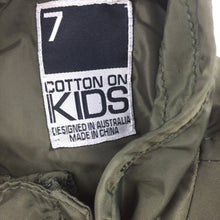 7
COTTON ON
KIDS
DESIGNED IN AUSTRALIA
MADE IN CHINA